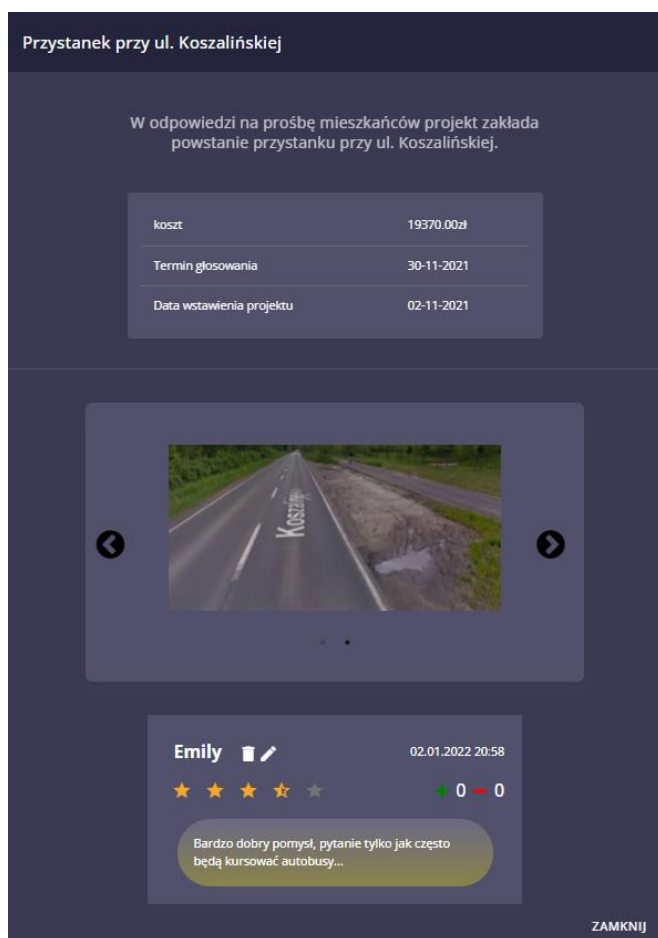 Przystanek przy ul. Koszalińskiej
W odpowiedzi na prośbę mieszkańców projekt zakłada
powstanie przystanku przy ul. Koszalińskiej.
koszt 19370.00zł
Termin głosowania 30-11-2021
Data wstawienia projektu 02-11-2021
Emily 02.01.2022 20:58
+ 0 - 0
Bardzo dobry pomysł, pytanie tylko jak często
będą kursować autobusy...
ZAMKNIJ